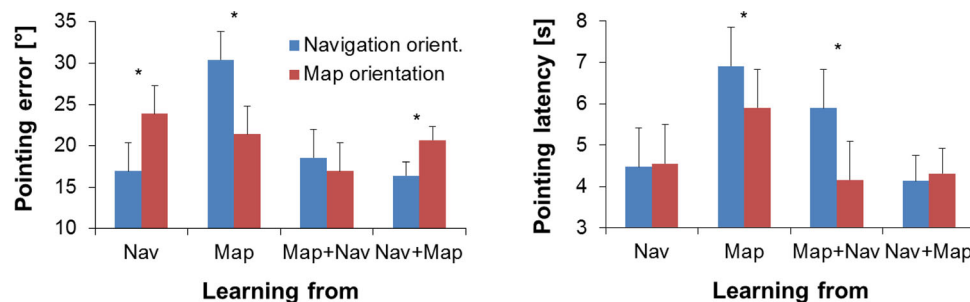 Pointing error [°]
35
30
25
20
15
10
*
*
*
Navigation orient.
Map orientation
Nav
Map
Map+Nav
Nav+Map
Learning from
Pointing latency [s]
8
7
6
5
4
3
*
*
Nav
Map
Map+Nav
Nav+Map
Learning from